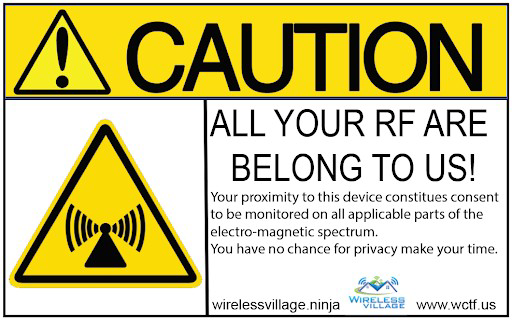 CAUTION
ALL YOUR RF ARE
BELONG TO US!
Your proximity to this device constitues consent
to be monitored on all applicable parts of the
electro-magnetic spectrum.
You have no chance for privacy make your time.
wirelessvillage.ninja
WIRELESS
VILLAGE
www.wctf.us